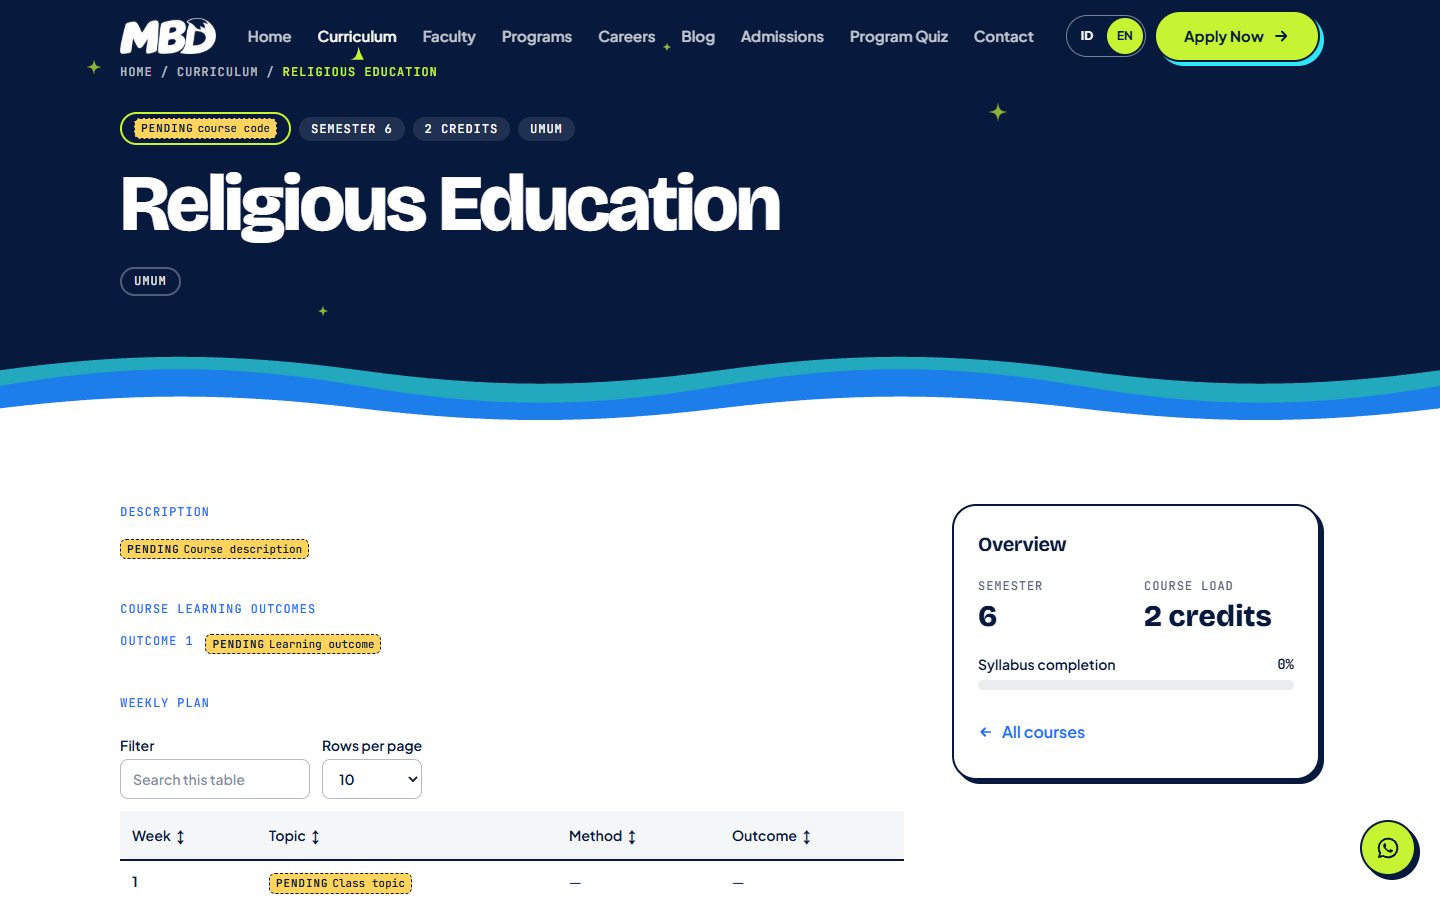 MBD Home Curriculum Faculty Programs Careers Blog Admissions Program Quiz Contact ID EN Apply Now →
HOME / CURRICULUM / RELIGIOUS EDUCATION
PENDING course code SEMESTER 6 2 CREDITS UMUM
Religious Education
UMUM
DESCRIPTION
PENDING Course description
COURSE LEARNING OUTCOMES
OUTCOME 1 PENDING Learning outcome
WEEKLY PLAN
Filter Rows per page
Search this table 10
Week ↕ Topic ↕ Method ↕ Outcome ↕
1 PENDING Class topic — —
Overview
SEMESTER COURSE LOAD
6 2 credits
Syllabus completion 0%
← All courses